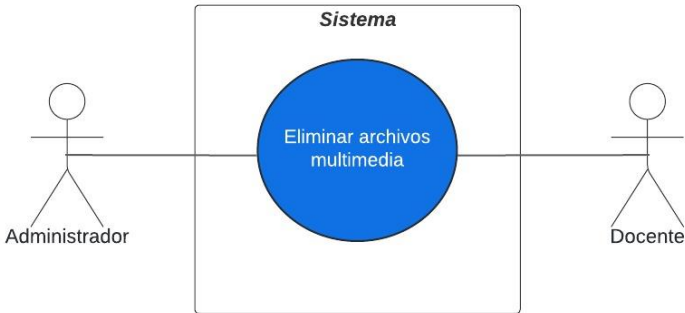 Sistema
Eliminar archivos
multimedia
Administrador
Docente